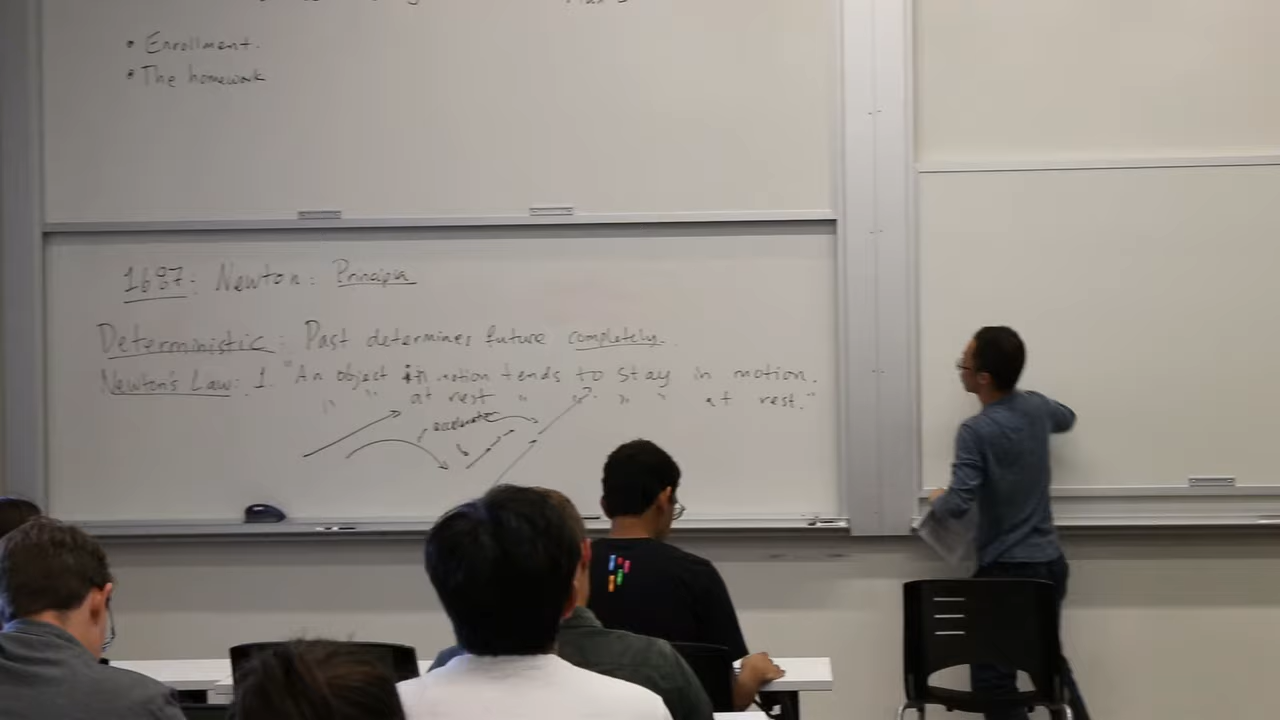 • Enrollment.
• The homework
1687: Newton: Principia
Deterministic: Past determines future completely.
Newton's Law: 1. "An object in motion tends to stay in motion.
" " at rest " " " " at rest."
accelerate